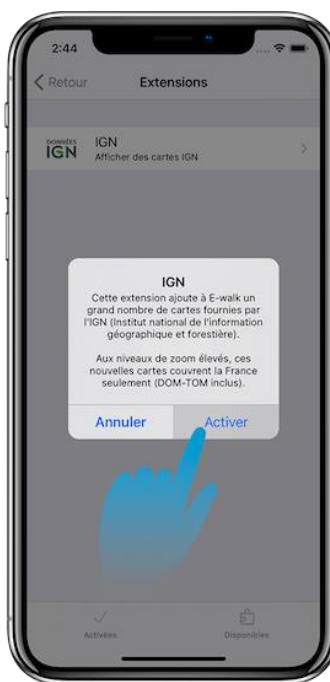 2:44
Retour
Extensions
DONNÉES
IGN
IGN
Afficher des cartes IGN
IGN
Cette extension ajoute à E-walk un
grand nombre de cartes fournies par
l'IGN (Institut national de l'information
géographique et forestière).
Aux niveaux de zoom élevés, ces
nouvelles cartes couvrent la France
seulement (DOM-TOM inclus).
Annuler
Activer
Activées
Disponibles